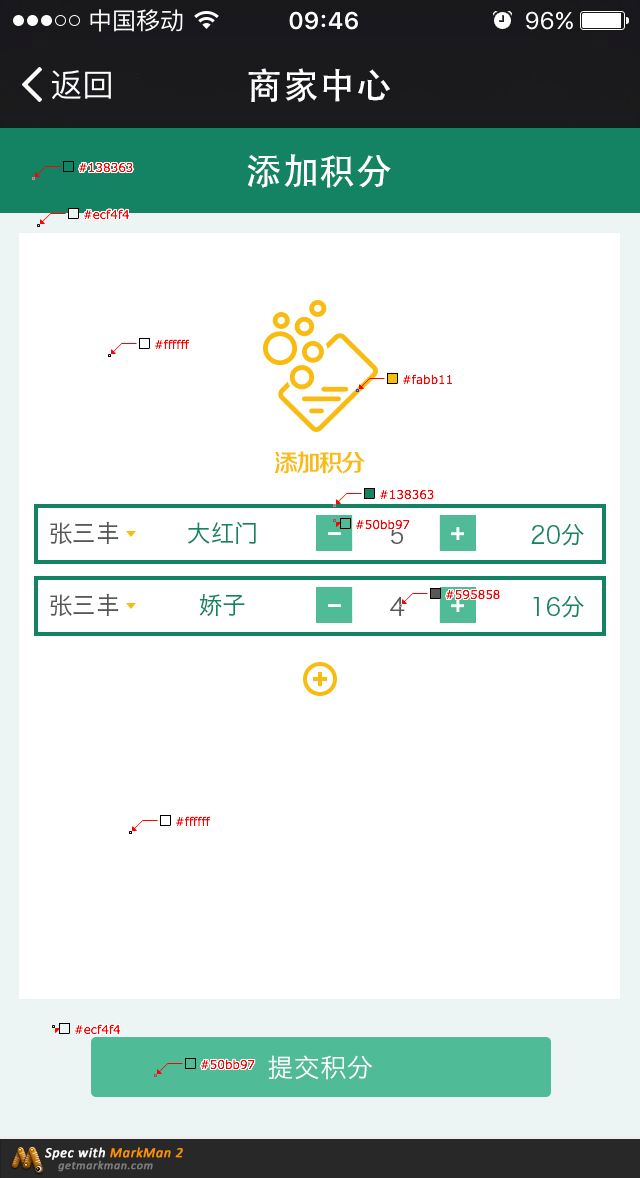 中国移动 09:46 96%
返回 商家中心
添加积分
#138363
#ecf4f4
#ffffff
#fabb11
添加积分
#138363
#50bb97
张三丰 大红门 − 5 + 20分
#595858
张三丰 娇子 − 4 + 16分
#ffffff
#ecf4f4
#50bb97 提交积分
Spec with MarkMan 2
getmarkman.com